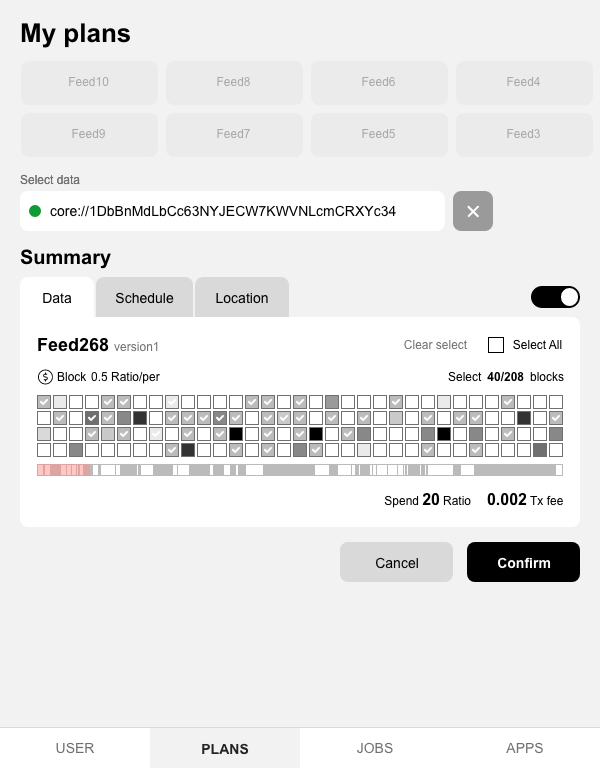 My plans
Feed10 Feed8 Feed6 Feed4
Feed9 Feed7 Feed5 Feed3
Select data
core://1DbBnMdLbCc63NYJECW7KWVNLcmCRXYc34
Summary
Data Schedule Location
Feed268 version1 Clear select Select All
$ Block 0.5 Ratio/per Select 40/208 blocks
Spend 20 Ratio 0.002 Tx fee
Cancel Confirm
USER PLANS JOBS APPS